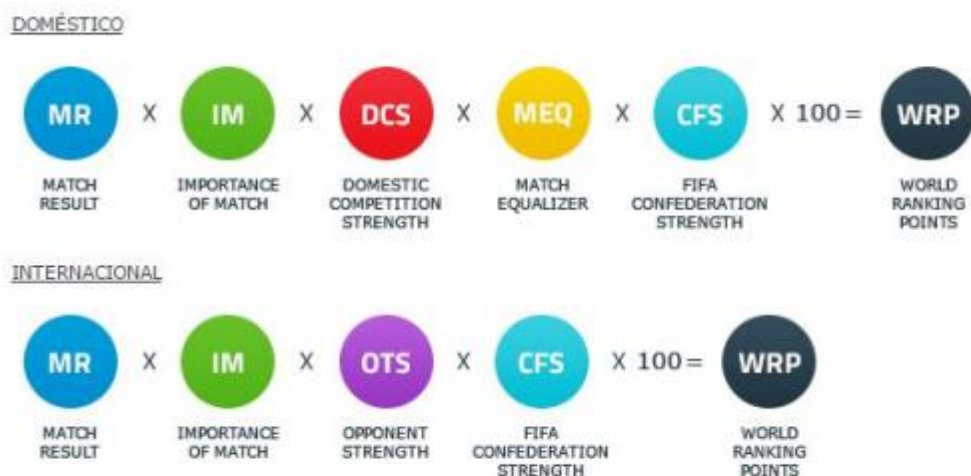 DOMÉSTICO
MR X IM X DCS X MEQ X CFS X 100 = WRP
MATCH RESULT
IMPORTANCE OF MATCH
DOMESTIC COMPETITION STRENGTH
MATCH EQUALIZER
FIFA CONFEDERATION STRENGTH
WORLD RANKING POINTS
INTERNACIONAL
MR X IM X OTS X CFS X 100 = WRP
MATCH RESULT
IMPORTANCE OF MATCH
OPPONENT STRENGTH
FIFA CONFEDERATION STRENGTH
WORLD RANKING POINTS